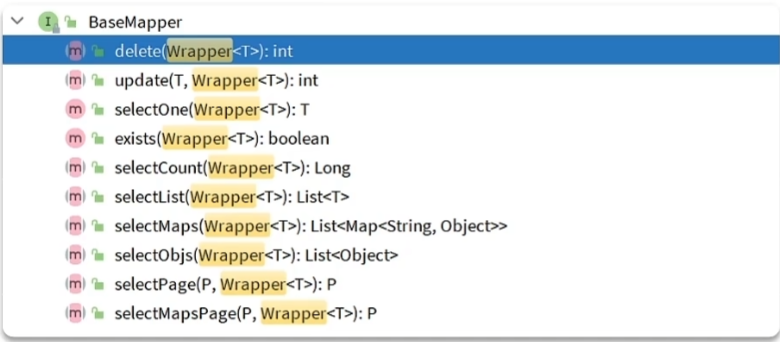 BaseMapper
delete(Wrapper<T>): int
update(T, Wrapper<T>): int
selectOne(Wrapper<T>): T
exists(Wrapper<T>): boolean
selectCount(Wrapper<T>): Long
selectList(Wrapper<T>): List<T>
selectMaps(Wrapper<T>): List<Map<String, Object>>
selectObjs(Wrapper<T>): List<Object>
selectPage(P, Wrapper<T>): P
selectMapsPage(P, Wrapper<T>): P